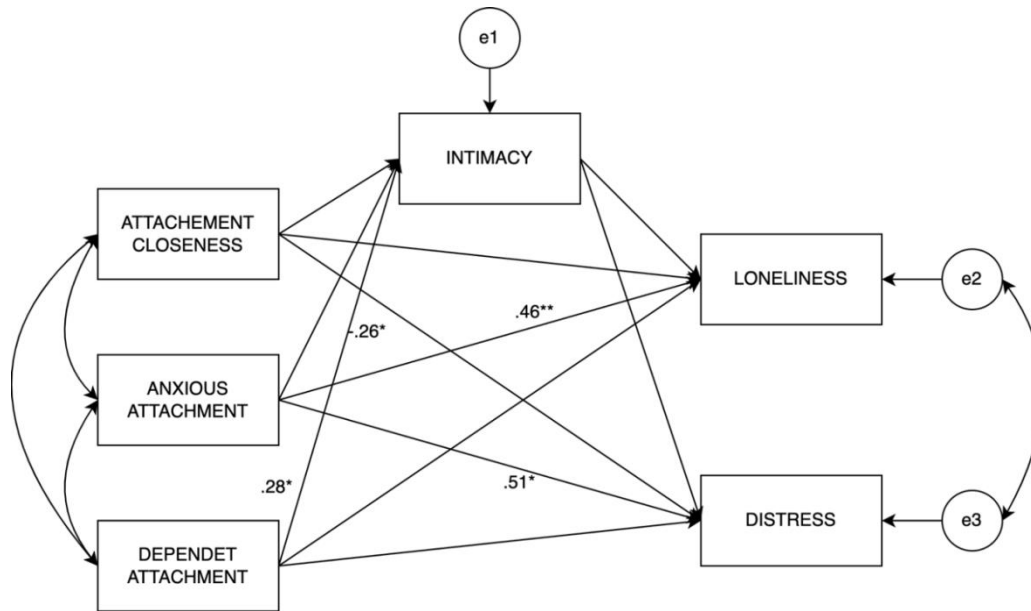 e1
INTIMACY
ATTACHEMENT
CLOSENESS
LONELINESS
e2
-.26*
.46**
ANXIOUS
ATTACHMENT
.28*
.51*
DEPENDET
ATTACHMENT
DISTRESS
e3